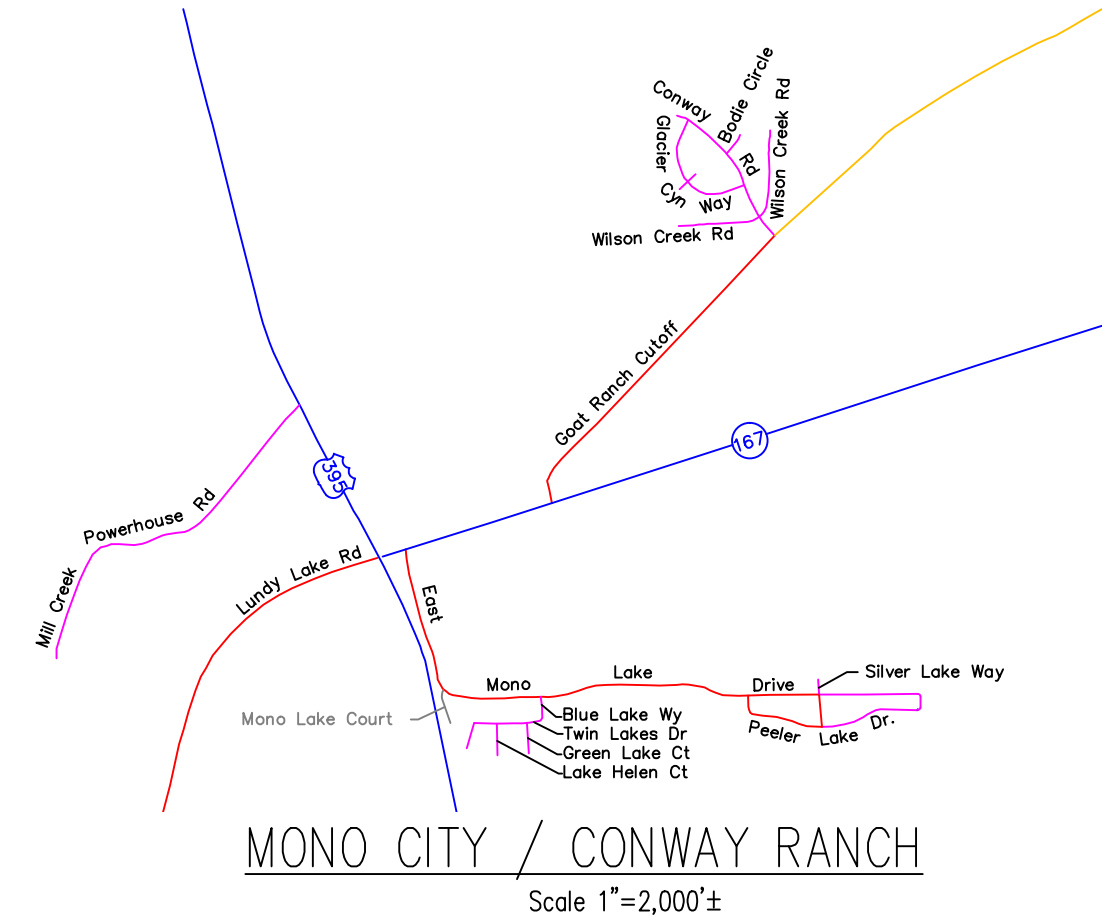 Conway
Rd
Bodie Circle
Wilson Creek Rd
Glacier
Cyn
Way
Wilson Creek Rd
Goat Ranch Cutoff
167
395
Powerhouse Rd
Mill Creek
Lundy Lake Rd
East
Mono
Lake
Drive
Silver Lake Way
Mono Lake Court
Blue Lake Wy
Twin Lakes Dr
Green Lake Ct
Lake Helen Ct
Peeler Lake Dr.
MONO CITY / CONWAY RANCH
Scale 1"=2,000'±